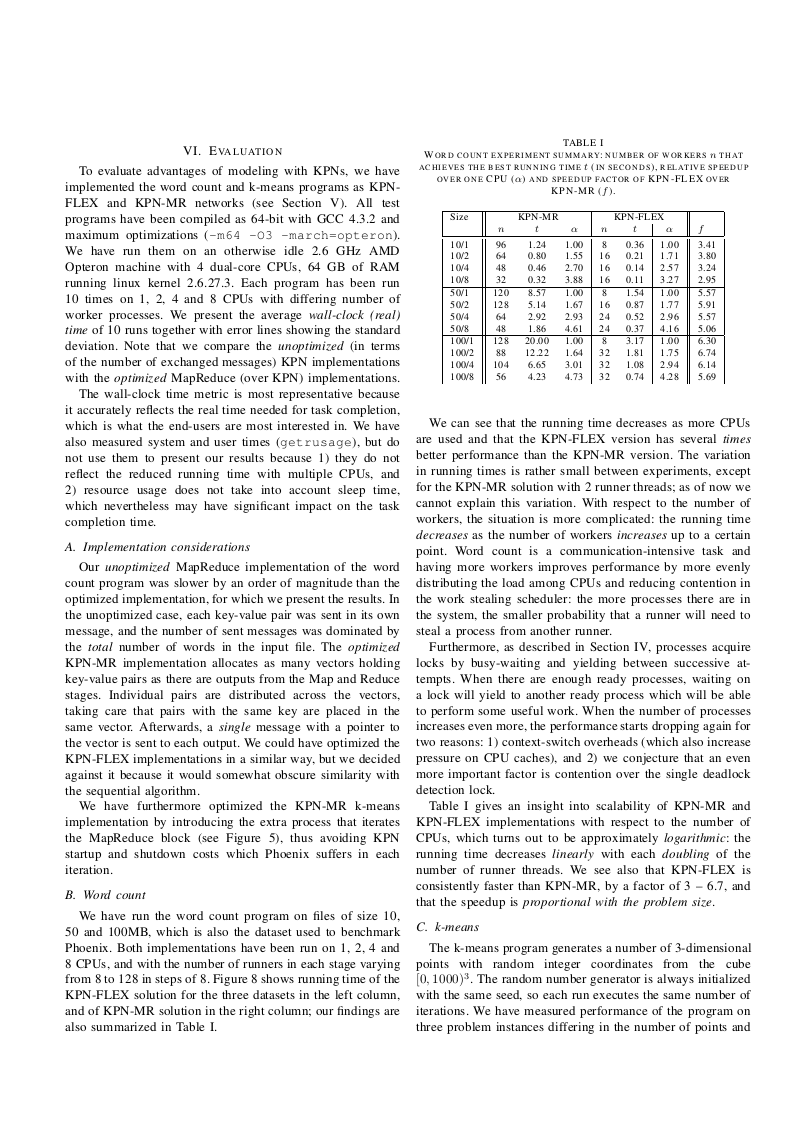 VI. EVALUATION
To evaluate advantages of modeling with KPNs, we have
implemented the word count and k-means programs as KPN-
FLEX and KPN-MR networks (see Section V). All test
programs have been compiled as 64-bit with GCC 4.3.2 and
maximum optimizations (-m64 -O3 -march=opteron).
We have run them on an otherwise idle 2.6 GHz AMD
Opteron machine with 4 dual-core CPUs, 64 GB of RAM
running linux kernel 2.6.27.3. Each program has been run
10 times on 1, 2, 4 and 8 CPUs with differing number of
worker processes. We present the average wall-clock (real)
time of 10 runs together with error lines showing the standard
deviation. Note that we compare the unoptimized (in terms
of the number of exchanged messages) KPN implementations
with the optimized MapReduce (over KPN) implementations.
The wall-clock time metric is most representative because
it accurately reflects the real time needed for task completion,
which is what the end-users are most interested in. We have
also measured system and user times (getrusage), but do
not use them to present our results because 1) they do not
reflect the reduced running time with multiple CPUs, and
2) resource usage does not take into account sleep time,
which nevertheless may have significant impact on the task
completion time.
A. Implementation considerations
Our unoptimized MapReduce implementation of the word
count program was slower by an order of magnitude than the
optimized implementation, for which we present the results. In
the unoptimized case, each key-value pair was sent in its own
message, and the number of sent messages was dominated by
the total number of words in the input file. The optimized
KPN-MR implementation allocates as many vectors holding
key-value pairs as there are outputs from the Map and Reduce
stages. Individual pairs are distributed across the vectors,
taking care that pairs with the same key are placed in the
same vector. Afterwards, a single message with a pointer to
the vector is sent to each output. We could have optimized the
KPN-FLEX implementations in a similar way, but we decided
against it because it would somewhat obscure similarity with
the sequential algorithm.
We have furthermore optimized the KPN-MR k-means
implementation by introducing the extra process that iterates
the MapReduce block (see Figure 5), thus avoiding KPN
startup and shutdown costs which Phoenix suffers in each
iteration.
B. Word count
We have run the word count program on files of size 10,
50 and 100MB, which is also the dataset used to benchmark
Phoenix. Both implementations have been run on 1, 2, 4 and
8 CPUs, and with the number of runners in each stage varying
from 8 to 128 in steps of 8. Figure 8 shows running time of the
KPN-FLEX solution for the three datasets in the left column,
and of KPN-MR solution in the right column; our findings are
also summarized in Table I.
TABLE I
WORD COUNT EXPERIMENT SUMMARY: NUMBER OF WORKERS n THAT
ACHIEVES THE BEST RUNNING TIME t (IN SECONDS), RELATIVE SPEEDUP
OVER ONE CPU (α) AND SPEEDUP FACTOR OF KPN-FLEX OVER
KPN-MR (f).
Size KPN-MR KPN-FLEX
n t α n t α f
10/1 96 1.24 1.00 8 0.36 1.00 3.41
10/2 64 0.80 1.55 16 0.21 1.71 3.80
10/4 48 0.46 2.70 16 0.14 2.57 3.24
10/8 32 0.32 3.88 16 0.11 3.27 2.95
50/1 120 8.57 1.00 8 1.54 1.00 5.57
50/2 128 5.14 1.67 16 0.87 1.77 5.91
50/4 64 2.92 2.93 24 0.52 2.96 5.57
50/8 48 1.86 4.61 24 0.37 4.16 5.06
100/1 128 20.00 1.00 8 3.17 1.00 6.30
100/2 88 12.22 1.64 32 1.81 1.75 6.74
100/4 104 6.65 3.01 32 1.08 2.94 6.14
100/8 56 4.23 4.73 32 0.74 4.28 5.69
We can see that the running time decreases as more CPUs
are used and that the KPN-FLEX version has several times
better performance than the KPN-MR version. The variation
in running times is rather small between experiments, except
for the KPN-MR solution with 2 runner threads; as of now we
cannot explain this variation. With respect to the number of
workers, the situation is more complicated: the running time
decreases as the number of workers increases up to a certain
point. Word count is a communication-intensive task and
having more workers improves performance by more evenly
distributing the load among CPUs and reducing contention in
the work stealing scheduler: the more processes there are in
the system, the smaller probability that a runner will need to
steal a process from another runner.
Furthermore, as described in Section IV, processes acquire
locks by busy-waiting and yielding between successive at-
tempts. When there are enough ready processes, waiting on
a lock will yield to another ready process which will be able
to perform some useful work. When the number of processes
increases even more, the performance starts dropping again for
two reasons: 1) context-switch overheads (which also increase
pressure on CPU caches), and 2) we conjecture that an even
more important factor is contention over the single deadlock
detection lock.
Table I gives an insight into scalability of KPN-MR and
KPN-FLEX implementations with respect to the number of
CPUs, which turns out to be approximately logarithmic: the
running time decreases linearly with each doubling of the
number of runner threads. We see also that KPN-FLEX is
consistently faster than KPN-MR, by a factor of 3 – 6.7, and
that the speedup is proportional with the problem size.
C. k-means
The k-means program generates a number of 3-dimensional
points with random integer coordinates from the cube
[0, 1000)³. The random number generator is always initialized
with the same seed, so each run executes the same number of
iterations. We have measured performance of the program on
three problem instances differing in the number of points and